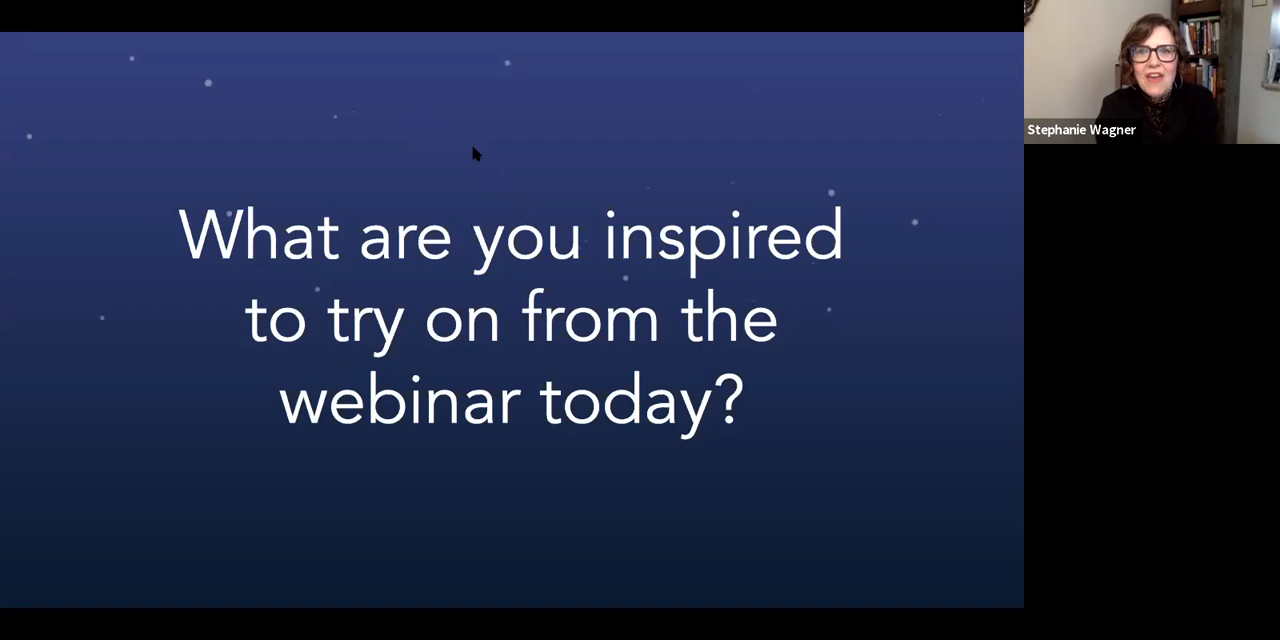 What are you inspired
to try on from the
webinar today?
Stephanie Wagner